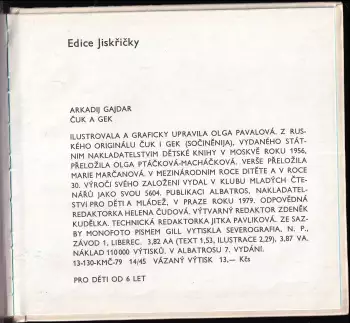 Edice Jiskřičky
ARKADIJ GAJDAR
ČUK A GEK
ILUSTROVALA A GRAFICKY UPRAVILA OLGA PAVALOVÁ. Z RUS-
KÉHO ORIGINÁLU ČUK I GEK (SOČINĚNIJA), VYDANÉHO STÁT-
NÍM NAKLADATELSTVÍM DĚTSKÉ KNIHY V MOSKVĚ ROKU 1956,
PŘELOŽILA OLGA PTÁČKOVÁ-MACHÁČKOVÁ. VERŠE PŘELOŽILA
MARIE MARČANOVÁ. V MEZINÁRODNÍM ROCE DÍTĚTE A V ROCE
30. VÝROČÍ SVÉHO ZALOŽENÍ VYDAL V KLUBU MLADÝCH ČTE-
NÁŘŮ JAKO SVOU 5604. PUBLIKACI ALBATROS, NAKLADATEL-
STVÍ PRO DĚTI A MLÁDEŽ, V PRAZE ROKU 1979. ODPOVĚDNÁ
REDAKTORKA HELENA ČUDOVÁ. VÝTVARNÝ REDAKTOR ZDENĚK
KUDĚLKA. TECHNICKÁ REDAKTORKA JITKA PAVLÍKOVÁ. ZE SAZ-
BY MONOFOTO PÍSMEM GILL VYTISKLA SEVEROGRAFIA, N. P.,
ZÁVOD 1, LIBEREC. 3,82 AA (TEXT 1,53, ILUSTRACE 2,29). 3,87 VA.
NÁKLAD 110 000 VÝTISKŮ. V ALBATROSU 7. VYDÁNÍ.
13-130-KMČ-79 14/45 VÁZANÝ VÝTISK 13,— Kčs
PRO DĚTI OD 6 LET